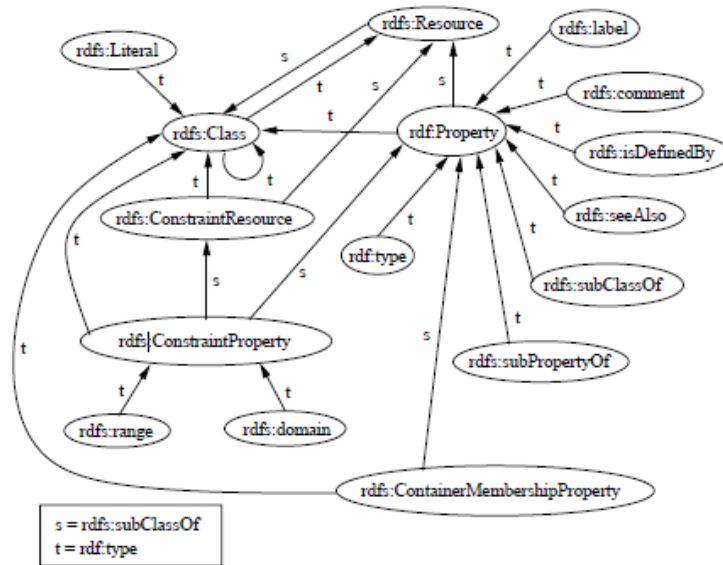 rdfs:Resource
rdfs:label
rdfs:Literal
s
t
t
t
s
s
t
rdfs:comment
t
rdfs:Class
rdf:Property
t
rdfs:isDefinedBy
t
t
t
rdfs:ConstraintResource
rdfs:seeAlso
t
t
rdf:type
t
s
s
rdfs:subClassOf
t
rdfs:ConstraintProperty
t
s
rdfs:subPropertyOf
t
t
rdfs:range
rdfs:domain
rdfs:ContainerMembershipProperty
s = rdfs:subClassOf
t = rdf:type